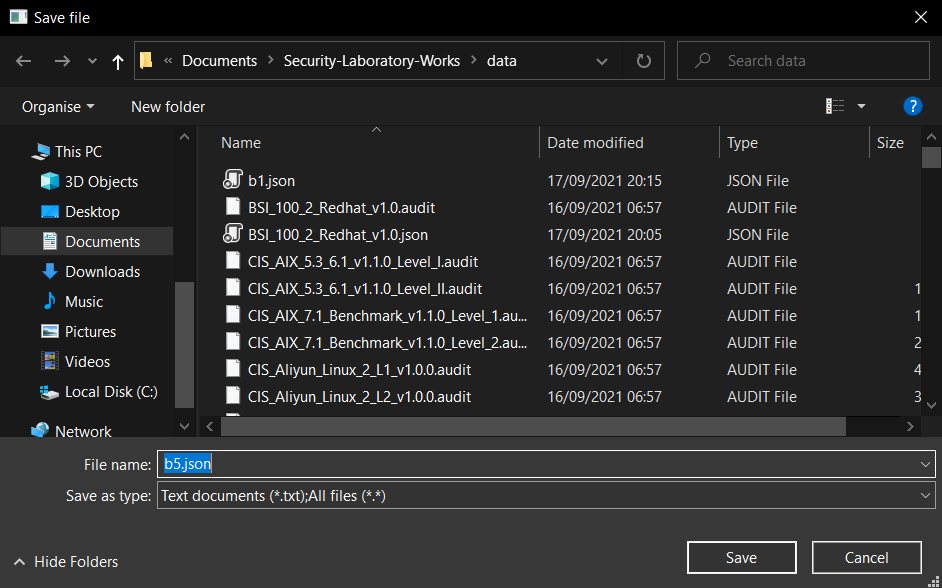 Save file
« Documents > Security-Laboratory-Works > data
Search data
Organise
New folder
?
This PC
3D Objects
Desktop
Documents
Downloads
Music
Pictures
Videos
Local Disk (C:)
Network
Name Date modified Type Size
b1.json 17/09/2021 20:15 JSON File
BSI_100_2_Redhat_v1.0.audit 16/09/2021 06:57 AUDIT File
BSI_100_2_Redhat_v1.0.json 17/09/2021 20:05 JSON File
CIS_AIX_5.3_6.1_v1.1.0_Level_I.audit 16/09/2021 06:57 AUDIT File
CIS_AIX_5.3_6.1_v1.1.0_Level_II.audit 16/09/2021 06:57 AUDIT File 1
CIS_AIX_7.1_Benchmark_v1.1.0_Level_1.au... 16/09/2021 06:57 AUDIT File 1
CIS_AIX_7.1_Benchmark_v1.1.0_Level_2.au... 16/09/2021 06:57 AUDIT File 2
CIS_Aliyun_Linux_2_L1_v1.0.0.audit 16/09/2021 06:57 AUDIT File 4
CIS_Aliyun_Linux_2_L2_v1.0.0.audit 16/09/2021 06:57 AUDIT File 3
File name: b5.json
Save as type: Text documents (*.txt);All files (*.*)
Hide Folders
Save
Cancel